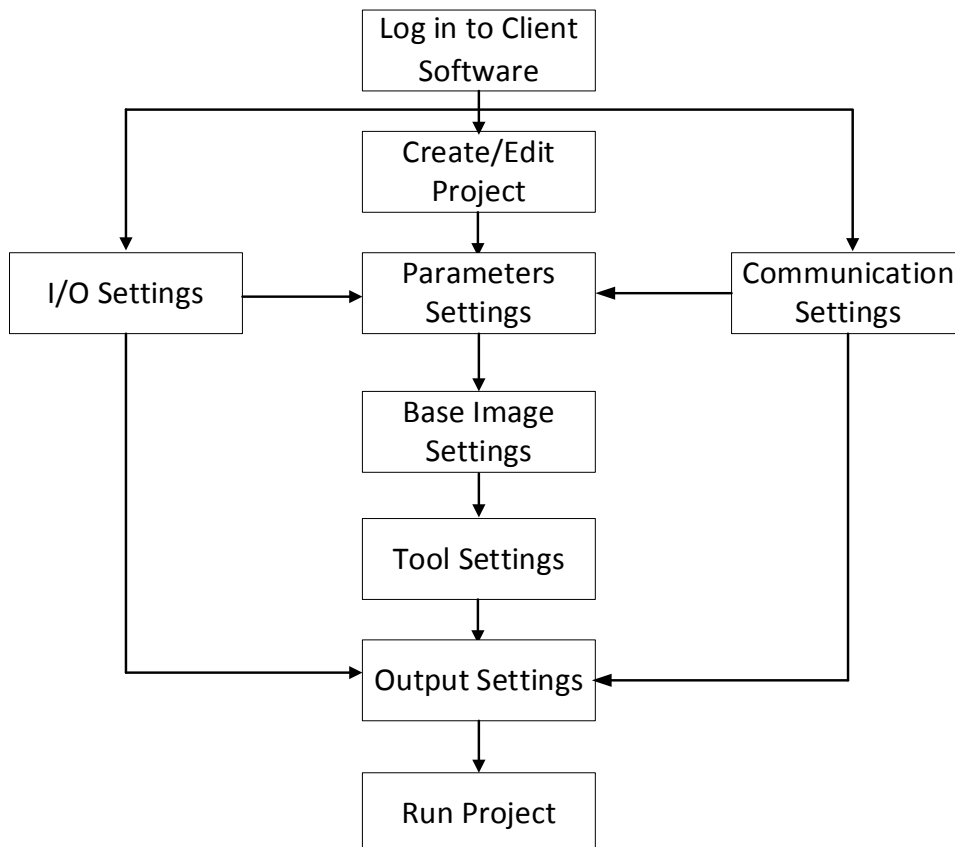 Log in to Client
Software
Create/Edit
Project
I/O Settings
Parameters
Settings
Communication
Settings
Base Image
Settings
Tool Settings
Output Settings
Run Project